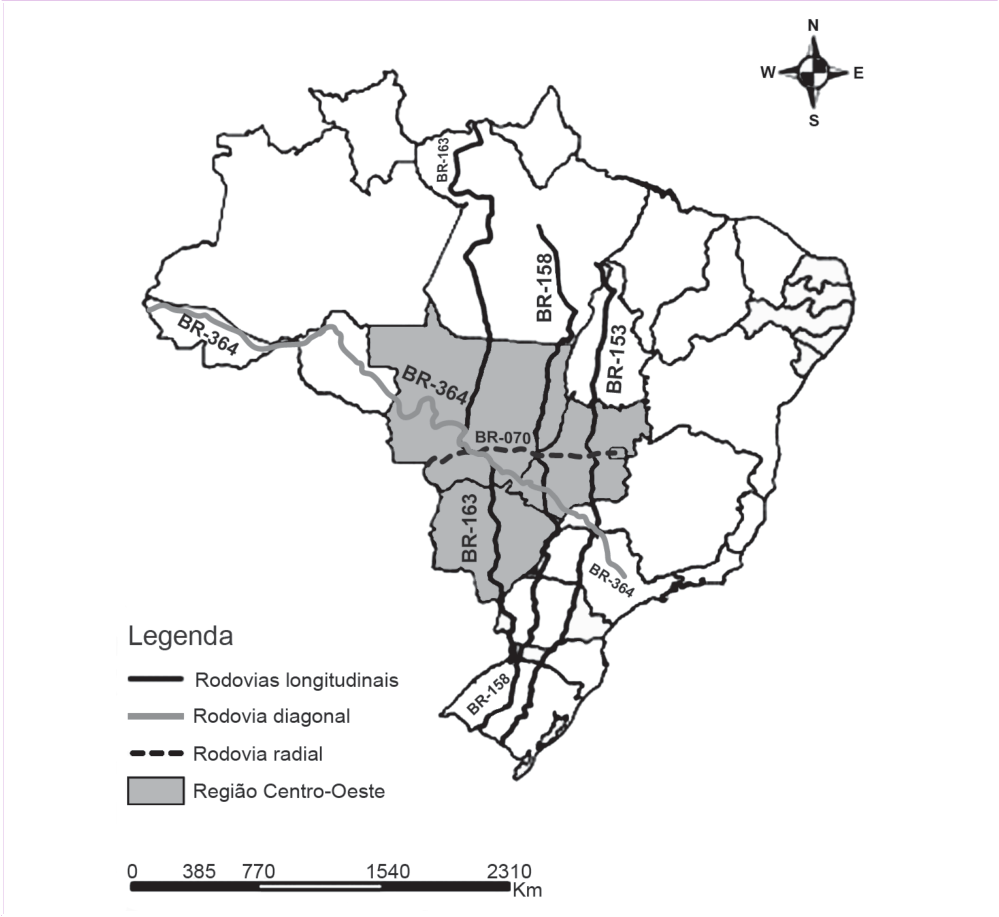 N
W E
S
BR-163
BR-158
BR-364
BR-153
BR-364
BR-070
BR-163
BR-364
BR-158
Legenda
Rodovias longitudinais
Rodovia diagonal
Rodovia radial
Região Centro-Oeste
0 385 770 1540 2310
Km